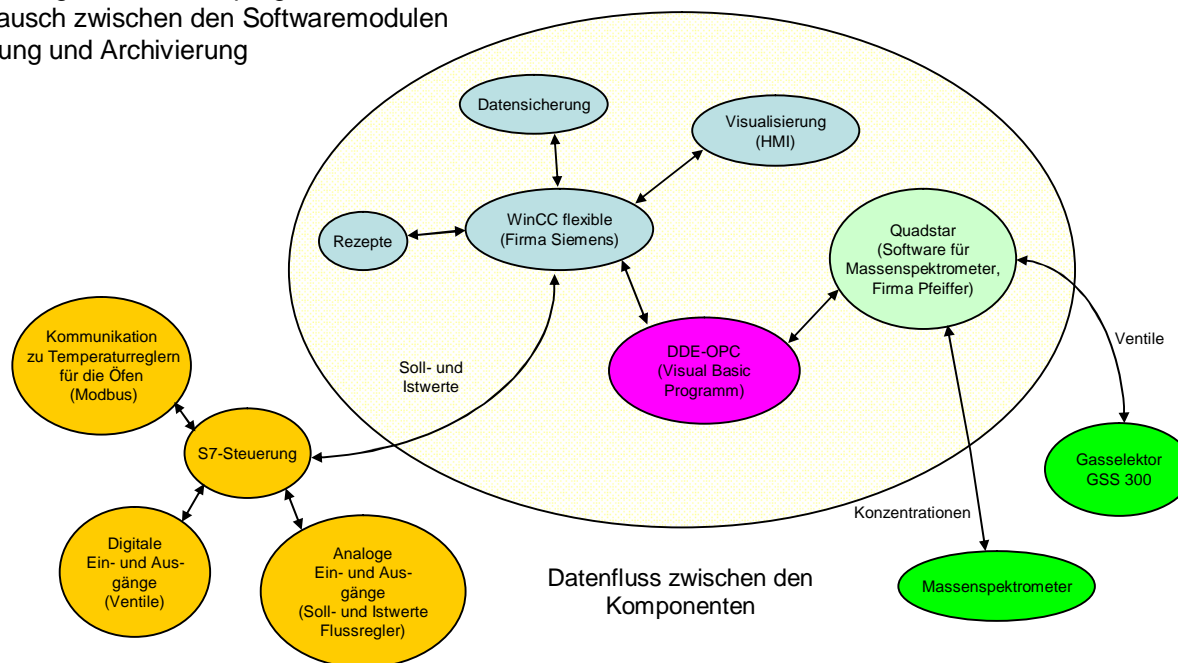 ausch zwischen den Softwaremodulen
ung und Archivierung
Datensicherung
Visualisierung
(HMI)
WinCC flexible
(Firma Siemens)
Rezepte
Quadstar
(Software für
Massenspektrometer,
Firma Pfeiffer)
Kommunikation
zu Temperaturreglern
für die Öfen
(Modbus)
Soll- und
Istwerte
DDE-OPC
(Visual Basic
Programm)
Ventile
S7-Steuerung
Gasselektor
GSS 300
Konzentrationen
Digitale
Ein- und Aus-
gänge
(Ventile)
Analoge
Ein- und Aus-
gänge
(Soll- und Istwerte
Flussregler)
Datenfluss zwischen den
Komponenten
Massenspektrometer